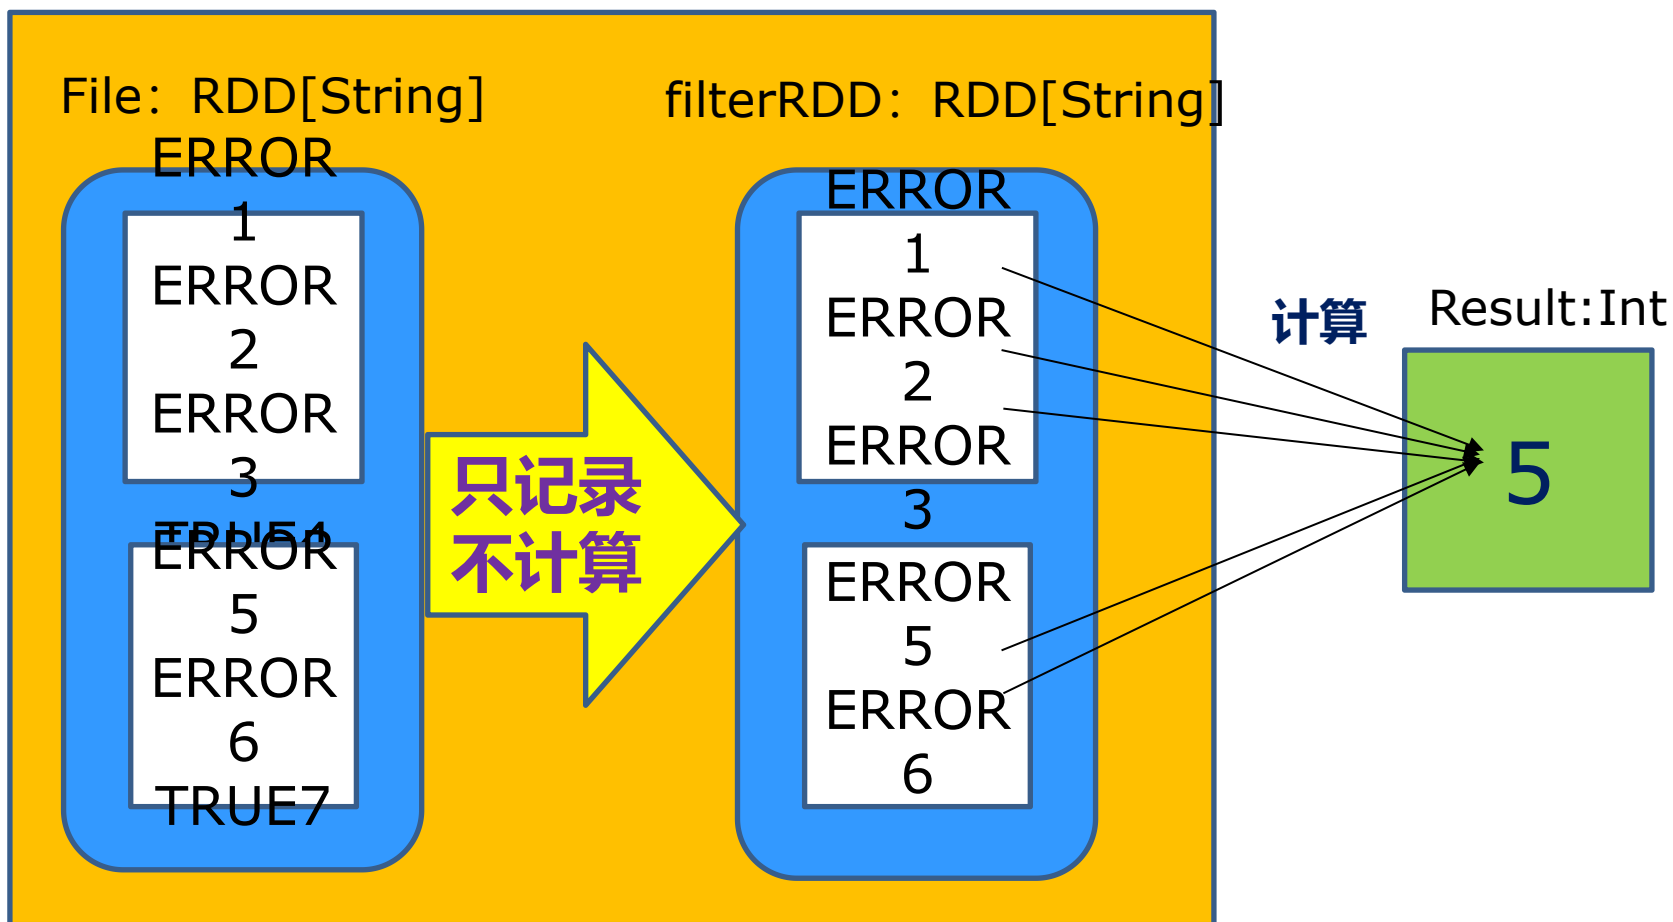 File：RDD[String]
ERROR
1
ERROR
2
ERROR
3
ERROR
5
ERROR
6
TRUE7
只记录
不计算
filterRDD：RDD[String]
ERROR
1
ERROR
2
ERROR
3
ERROR
5
ERROR
6
计算
Result:Int
5